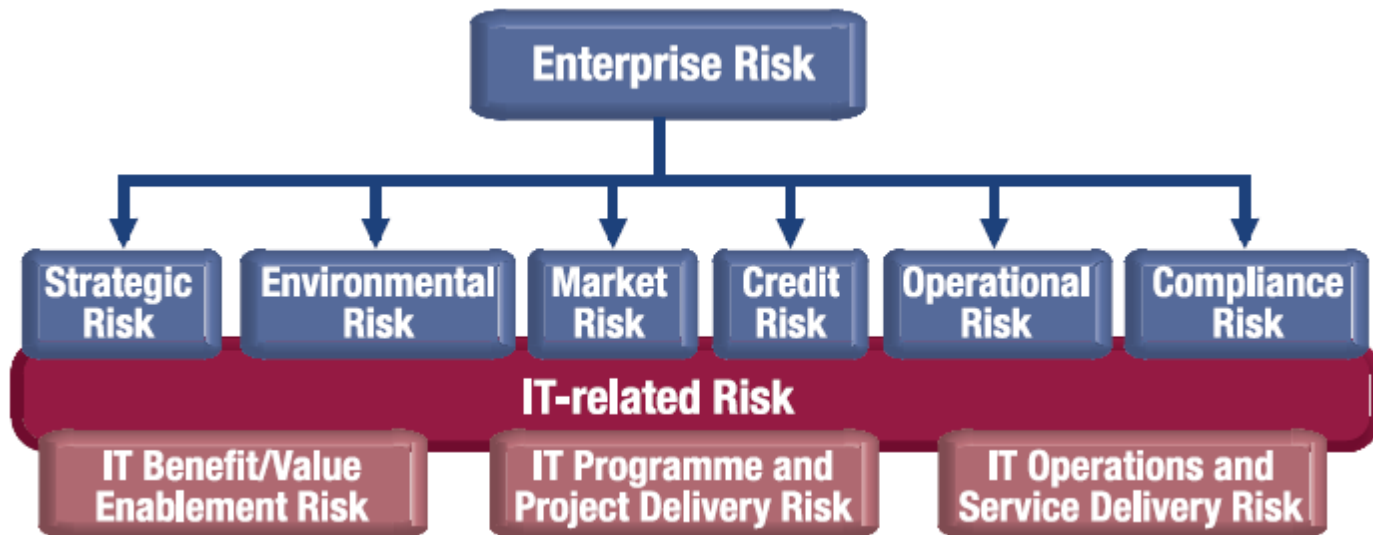 Enterprise Risk
Strategic
Risk
Environmental
Risk
Market
Risk
Credit
Risk
Operational
Risk
Compliance
Risk
IT-related Risk
IT Benefit/Value
Enablement Risk
IT Programme and
Project Delivery Risk
IT Operations and
Service Delivery Risk